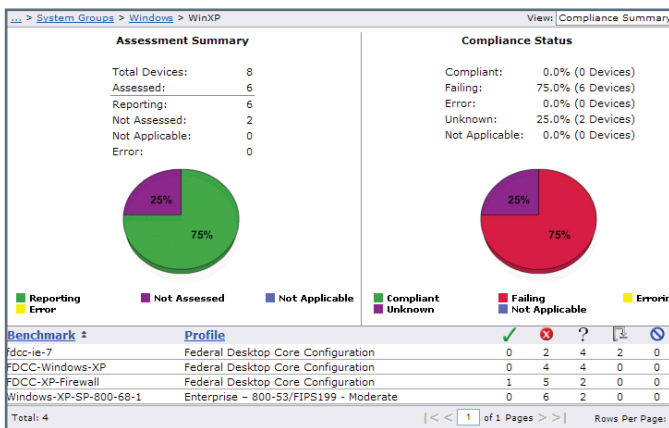 ... > System Groups > Windows > WinXP View: Compliance Summary
Assessment Summary
Total Devices: 8
Assessed: 6
Reporting: 6
Not Assessed: 2
Not Applicable: 0
Error: 0
25%
75%
Reporting Not Assessed Not Applicable
Error
Compliance Status
Compliant: 0.0% (0 Devices)
Failing: 75.0% (6 Devices)
Error: 0.0% (0 Devices)
Unknown: 25.0% (2 Devices)
Not Applicable: 0.0% (0 Devices)
25%
75%
Compliant Failing Errorin
Unknown Not Applicable
Benchmark Profile ?
fdcc-ie-7 Federal Desktop Core Configuration 0 2 4 2 0
FDCC-Windows-XP Federal Desktop Core Configuration 0 4 4 0 0
FDCC-XP-Firewall Federal Desktop Core Configuration 1 5 2 0 0
Windows-XP-SP-800-68-1 Enterprise – 800-53/FIPS199 - Moderate 0 6 2 0 0
Total: 4 |< < 1 of 1 Pages > >| Rows Per Page: